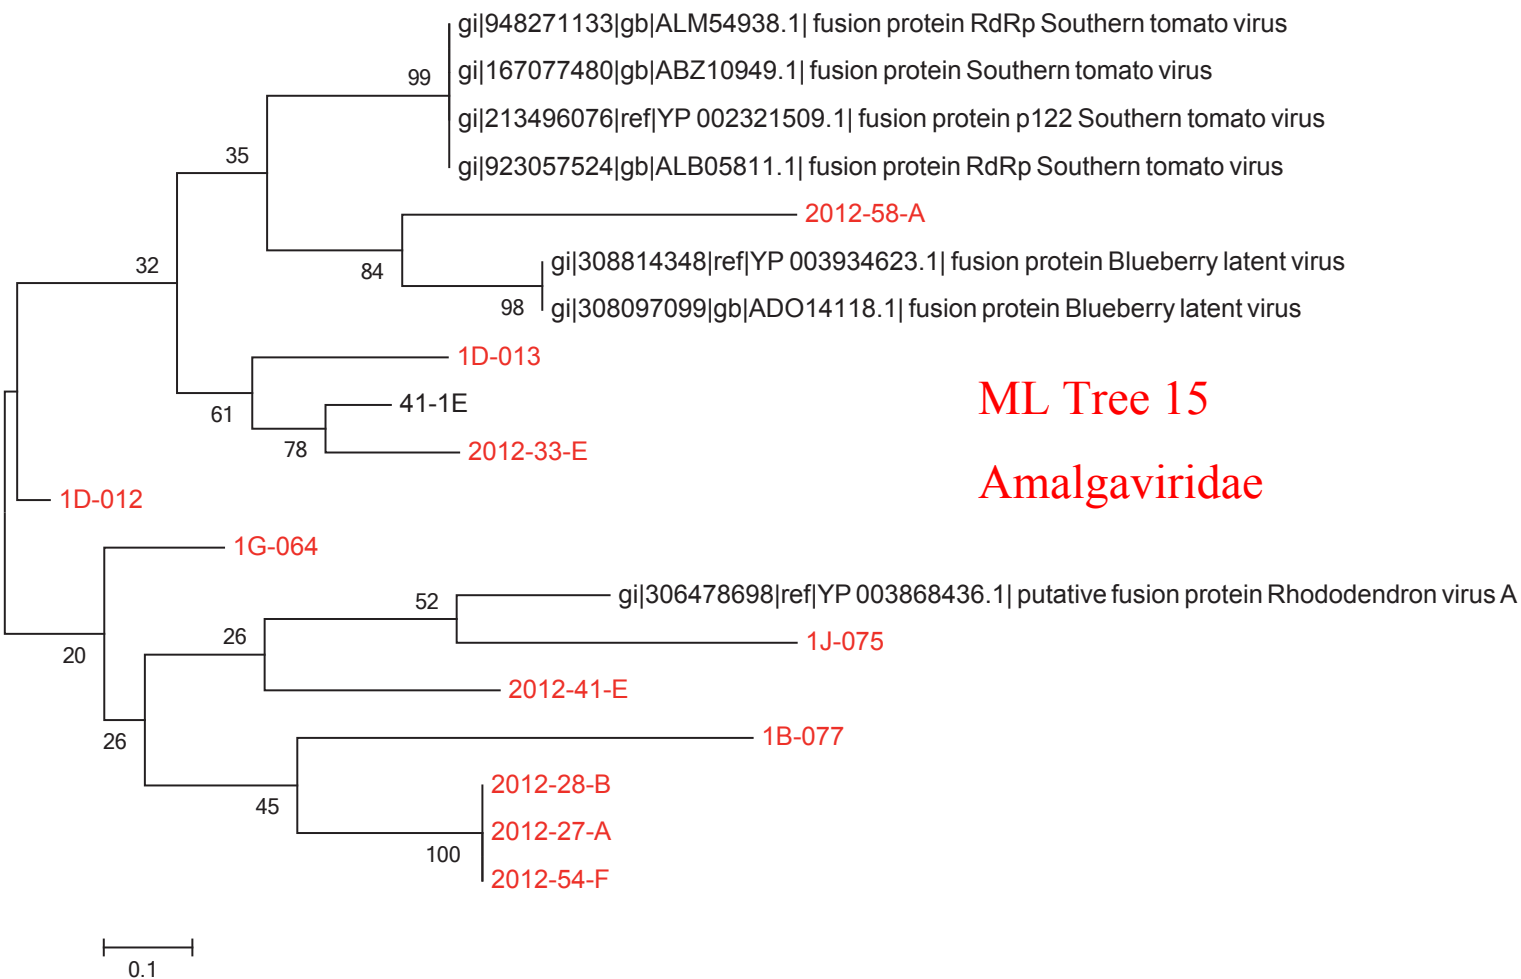 gi|948271133|gb|ALM54938.1| fusion protein RdRp Southern tomato virus
99
gi|167077480|gb|ABZ10949.1| fusion protein Southern tomato virus
gi|213496076|ref|YP 002321509.1| fusion protein p122 Southern tomato virus
35
gi|923057524|gb|ALB05811.1| fusion protein RdRp Southern tomato virus
2012-58-A
32
84
gi|308814348|ref|YP 003934623.1| fusion protein Blueberry latent virus
98
gi|308097099|gb|ADO14118.1| fusion protein Blueberry latent virus
1D-013
ML Tree 15
61
41-1E
78
2012-33-E
Amalgaviridae
1D-012
1G-064
52
gi|306478698|ref|YP 003868436.1| putative fusion protein Rhododendron virus A
26
1J-075
20
2012-41-E
26
1B-077
45
2012-28-B
2012-27-A
100
2012-54-F
0.1